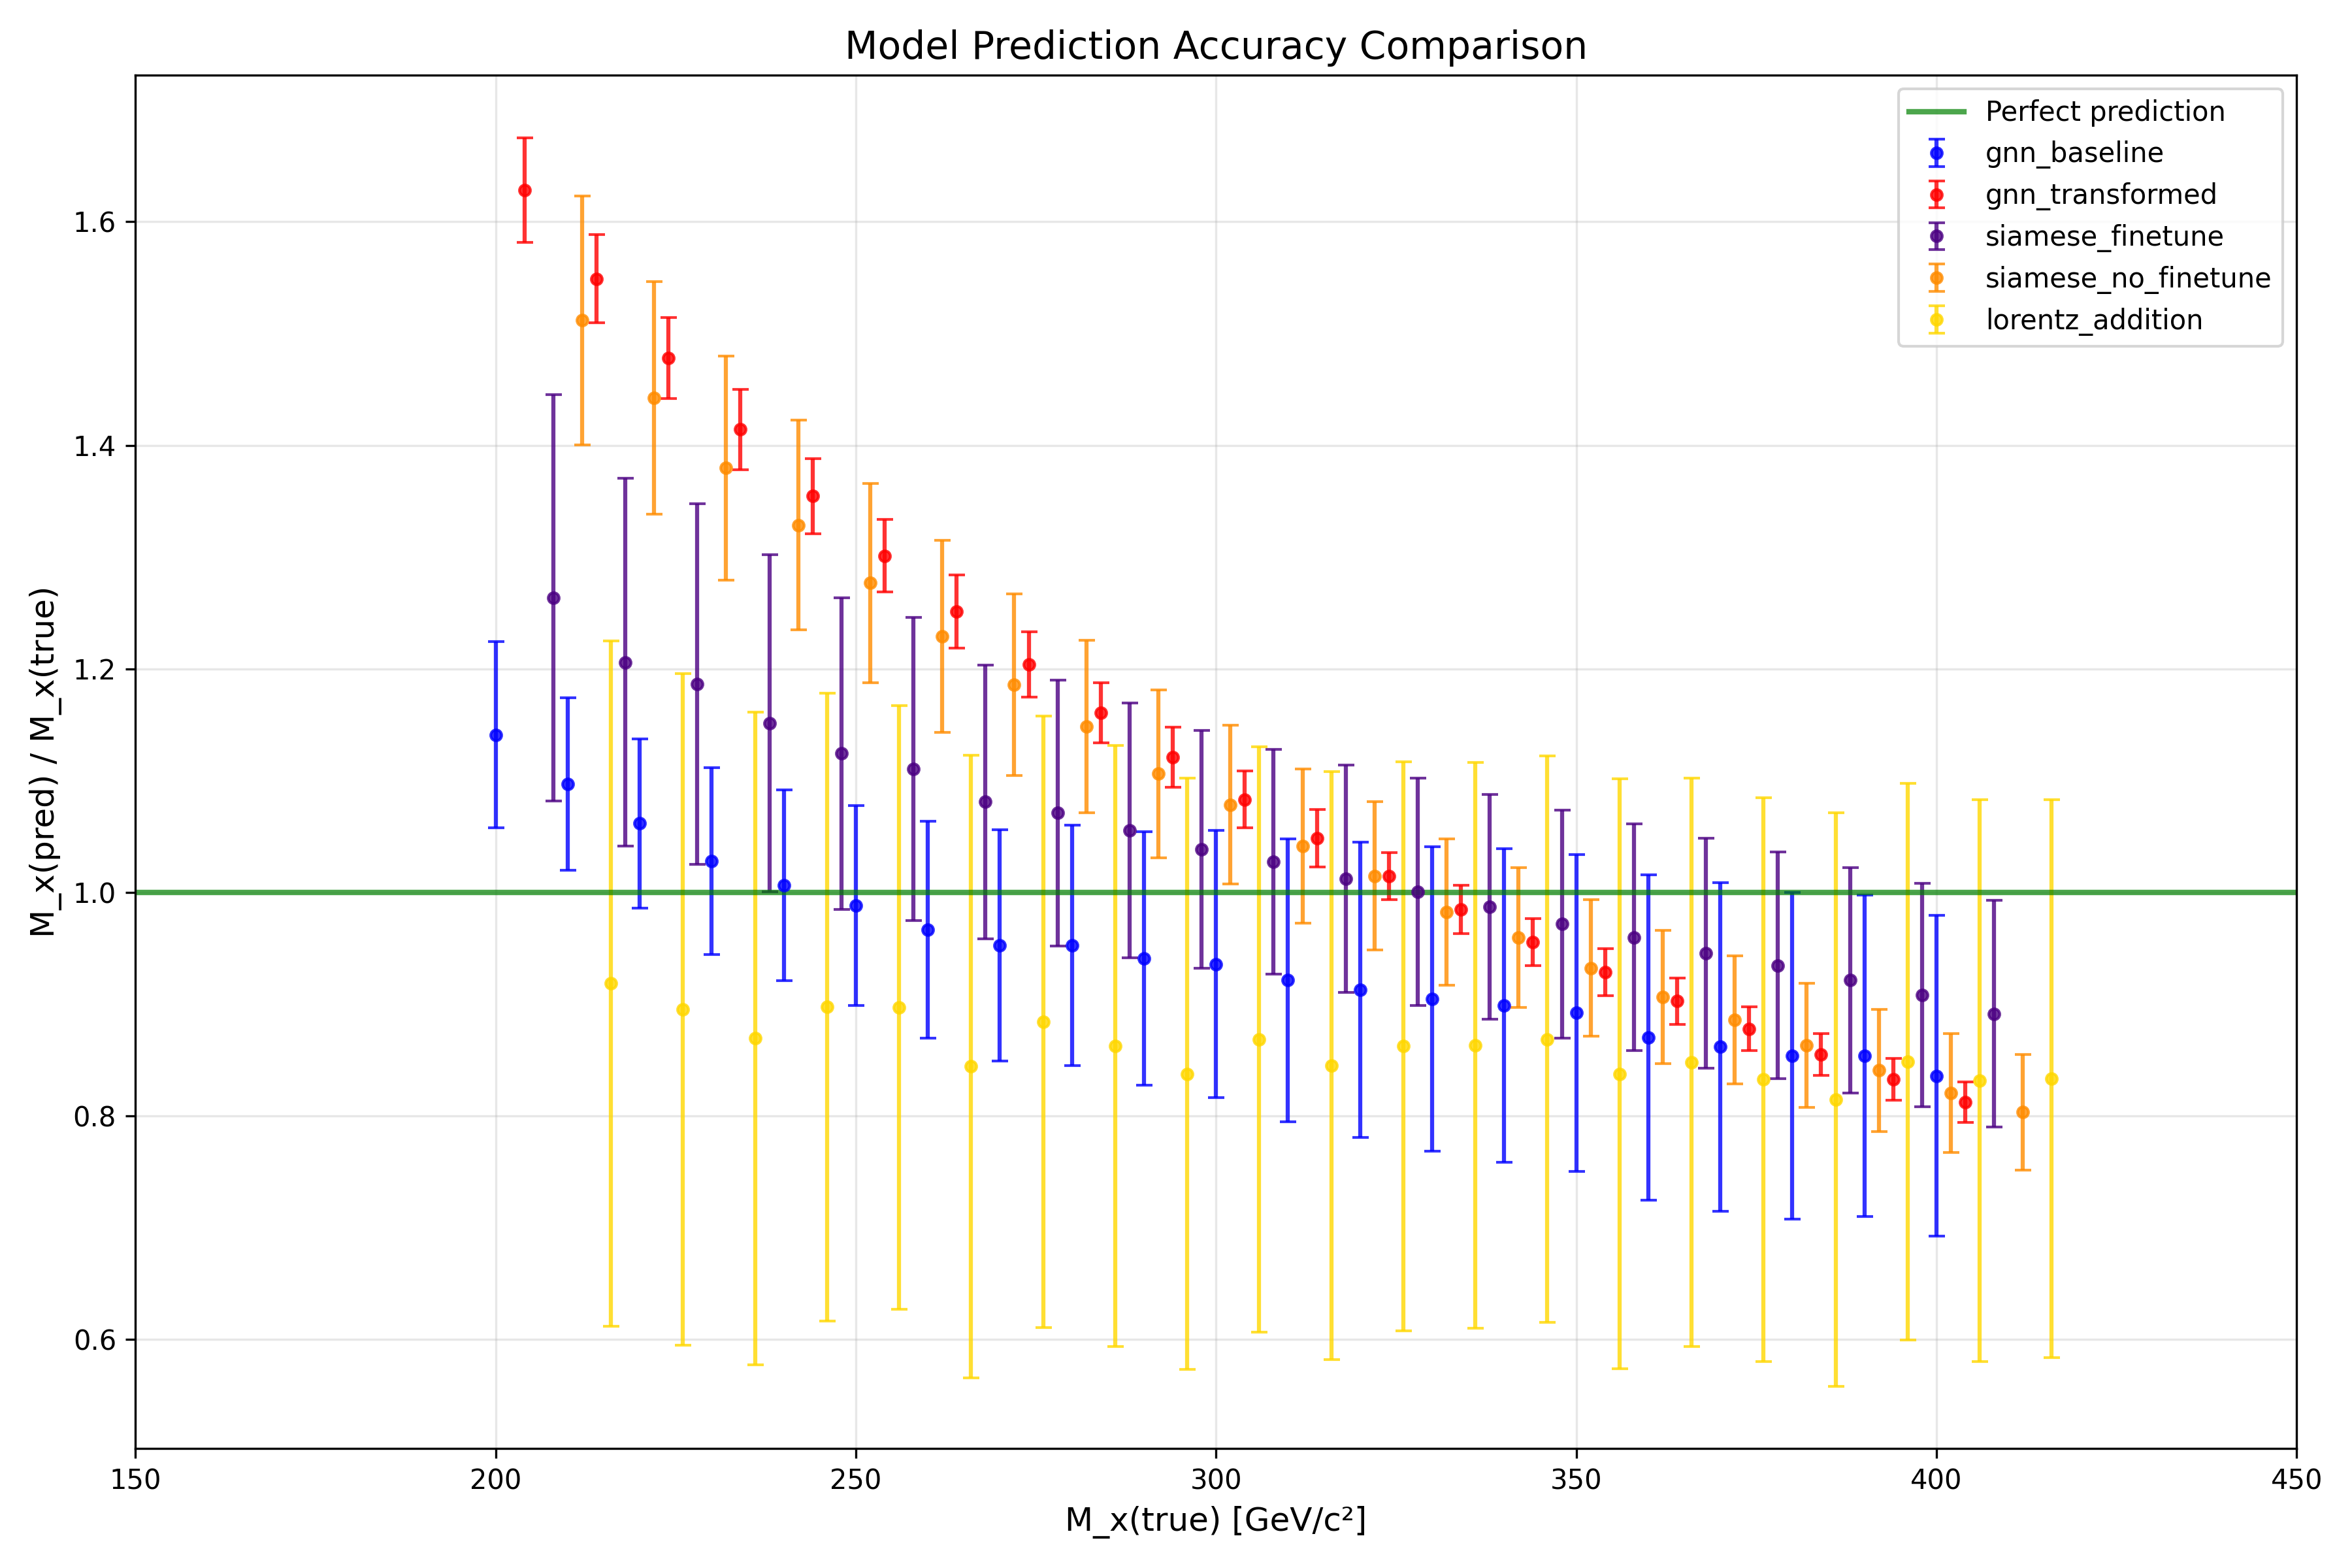 Model Prediction Accuracy Comparison
Perfect prediction
gnn_baseline
gnn_transformed
siamese_finetune
siamese_no_finetune
lorentz_addition
M_x(pred) / M_x(true)
1.6
1.4
1.2
1.0
0.8
0.6
150 200 250 300 350 400 450
M_x(true) [GeV/c²]